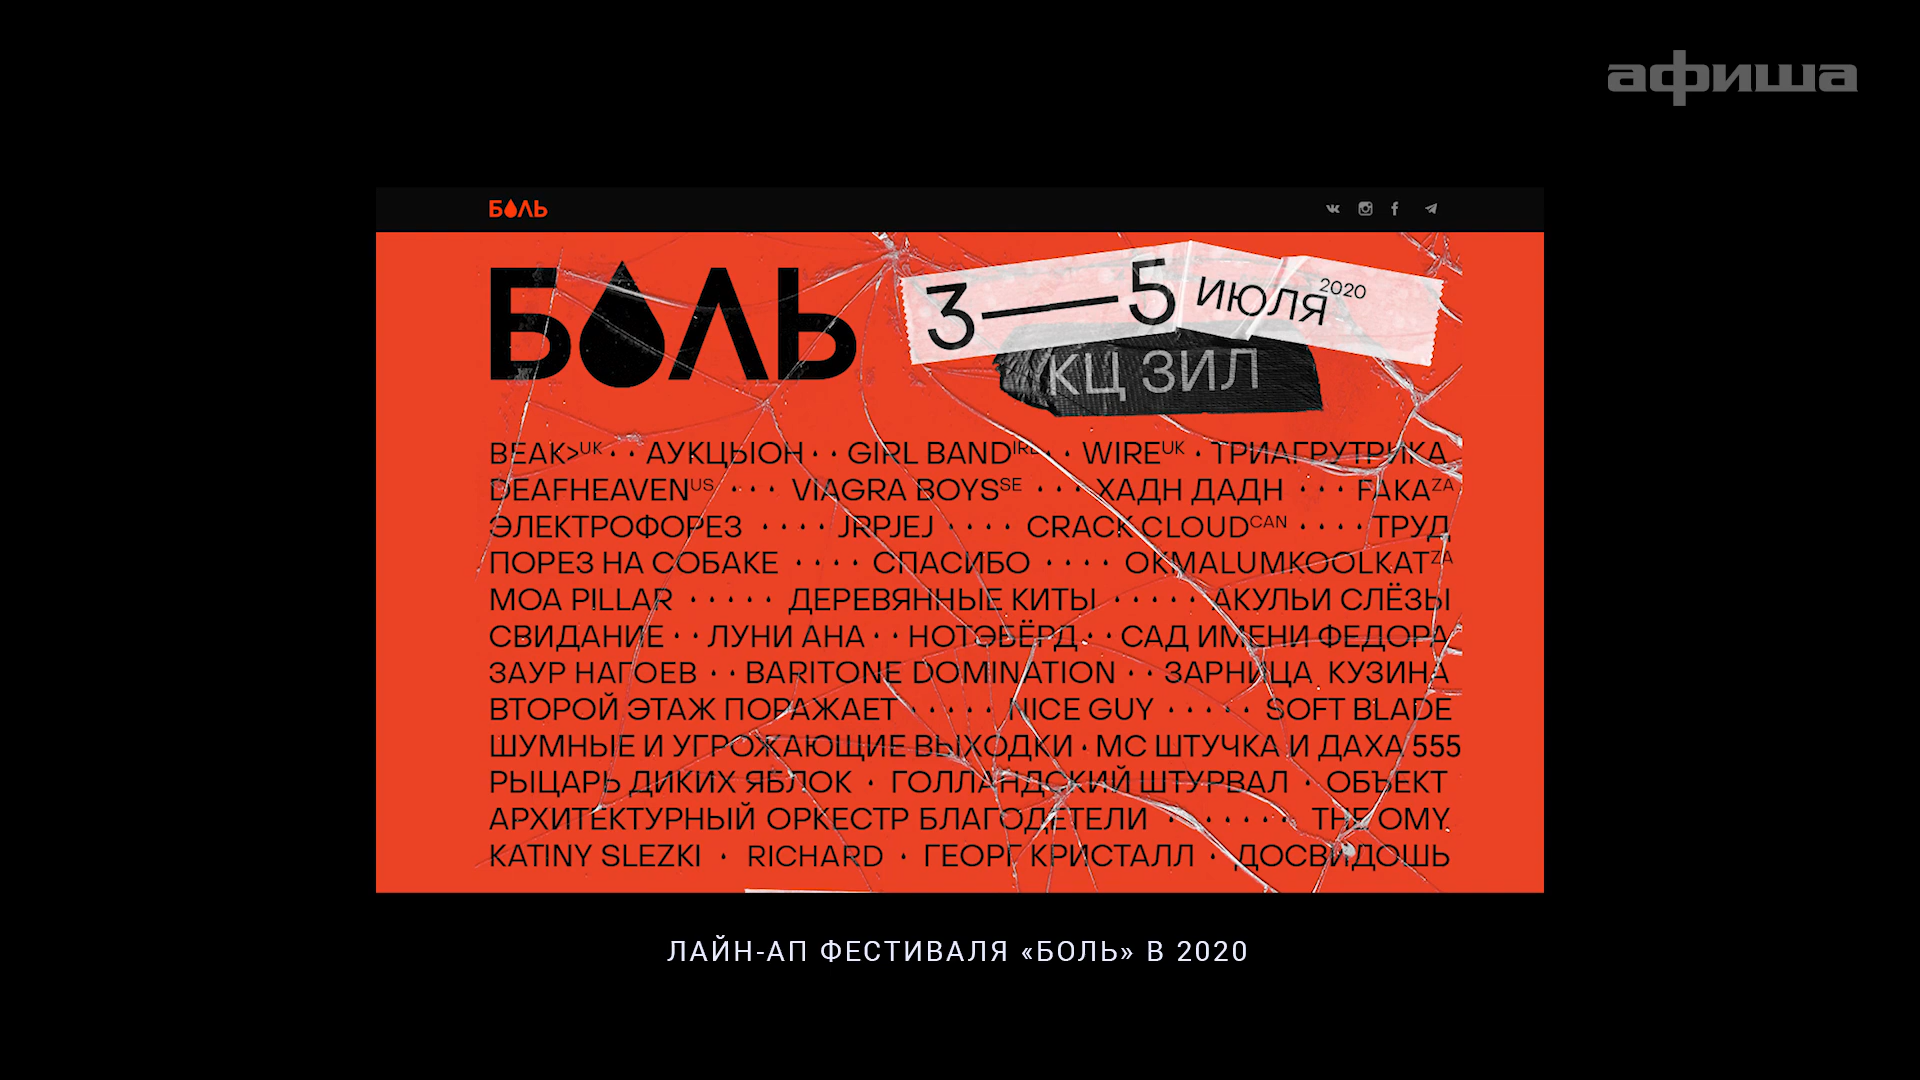 афиша
БОЛЬ
БОЛЬ
3—5 ИЮЛЯ 2020
КЦ ЗИЛ
BEAK>UK · · АУКЦЫОН · · GIRL BANDIRL · · WIREUK · ТРИАГРУТРИКА
DEAFHEAVENUS · · · VIAGRA BOYSSE · · · ХАДН ДАДН · · · FAKAZA
ЭЛЕКТРОФОРЕЗ · · · · JRPJEJ · · · · CRACK CLOUDCAN · · · · ТРУД
ПОРЕЗ НА СОБАКЕ · · · · СПАСИБО · · · · OKMALUMKOOLKATZA
MOA PILLAR · · · · · ДЕРЕВЯННЫЕ КИТЫ · · · · · АКУЛЬИ СЛЁЗЫ
СВИДАНИЕ · · ЛУНИ АНА · · НОТЭБЁРД · · САД ИМЕНИ ФЕДОРА
ЗАУР НАГОЕВ · · BARITONE DOMINATION · · ЗАРНИЦА КУЗИНА
ВТОРОЙ ЭТАЖ ПОРАЖАЕТ · · · · · NICE GUY · · · · · SOFT BLADE
ШУМНЫЕ И УГРОЖАЮЩИЕ ВЫХОДКИ · МС ШТУЧКА И ДАХА 555
РЫЦАРЬ ДИКИХ ЯБЛОК · ГОЛЛАНДСКИЙ ШТУРВАЛ · ОБЪЕКТ
АРХИТЕКТУРНЫЙ ОРКЕСТР БЛАГОДЕТЕЛИ · · · · · · · THE OMY
KATINY SLEZKI · RICHARD · ГЕОРГ КРИСТАЛЛ · ДОСВИДОШЬ
ЛАЙН-АП ФЕСТИВАЛЯ «БОЛЬ» В 2020